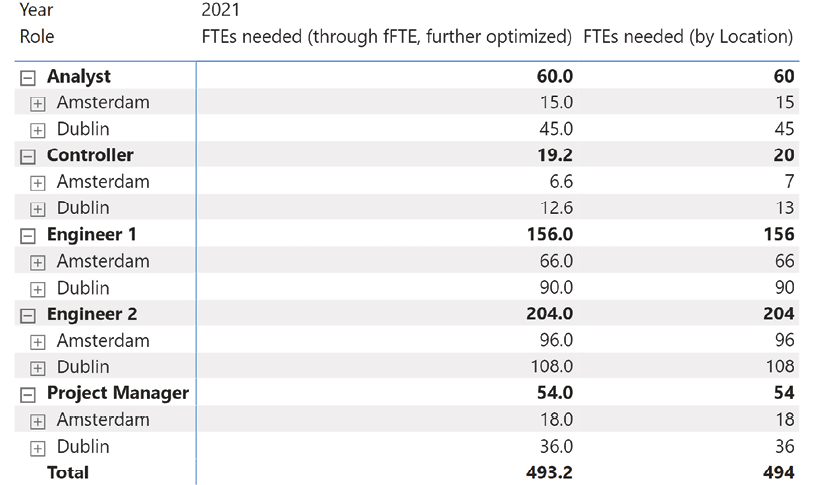 Year 2021
Role FTEs needed (through fFTE, further optimized) FTEs needed (by Location)
Analyst 60.0 60
Amsterdam 15.0 15
Dublin 45.0 45
Controller 19.2 20
Amsterdam 6.6 7
Dublin 12.6 13
Engineer 1 156.0 156
Amsterdam 66.0 66
Dublin 90.0 90
Engineer 2 204.0 204
Amsterdam 96.0 96
Dublin 108.0 108
Project Manager 54.0 54
Amsterdam 18.0 18
Dublin 36.0 36
Total 493.2 494